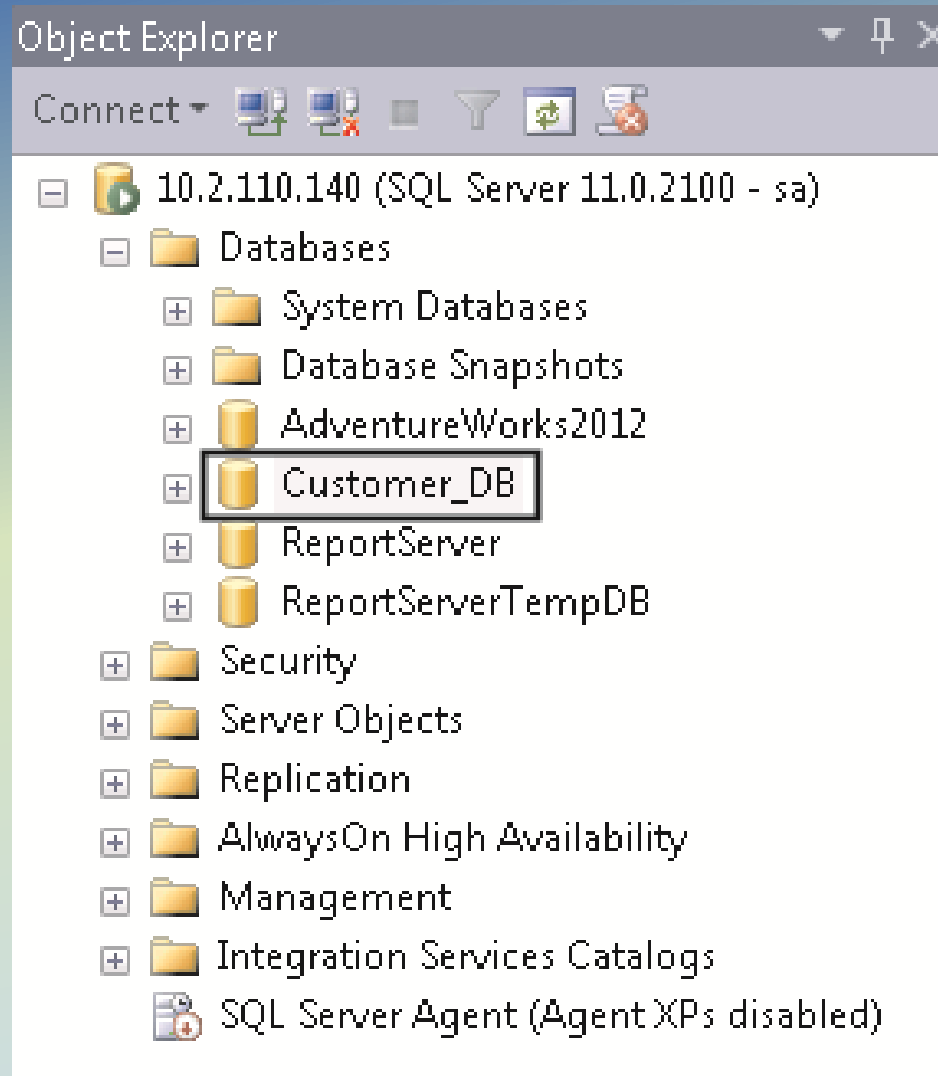 Object Explorer
Connect
10.2.110.140 (SQL Server 11.0.2100 - sa)
Databases
System Databases
Database Snapshots
AdventureWorks2012
Customer_DB
ReportServer
ReportServerTempDB
Security
Server Objects
Replication
AlwaysOn High Availability
Management
Integration Services Catalogs
SQL Server Agent (Agent XPs disabled)